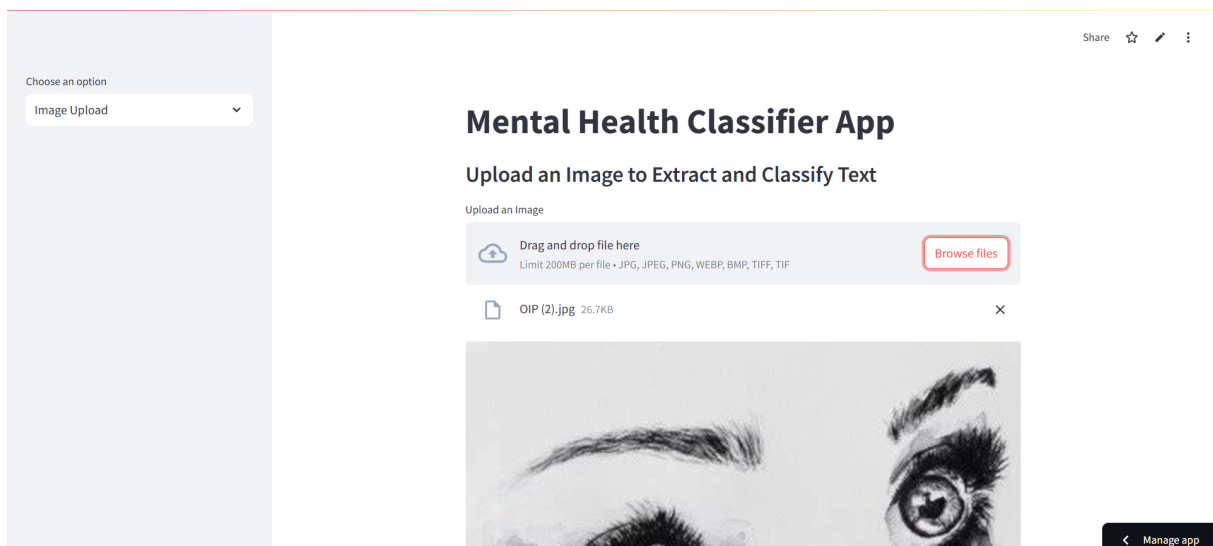 Share
Choose an option
Image Upload
Mental Health Classifier App
Upload an Image to Extract and Classify Text
Upload an Image
Drag and drop file here
Limit 200MB per file • JPG, JPEG, PNG, WEBP, BMP, TIFF, TIF
Browse files
OIP (2).jpg 26.7KB
Manage app